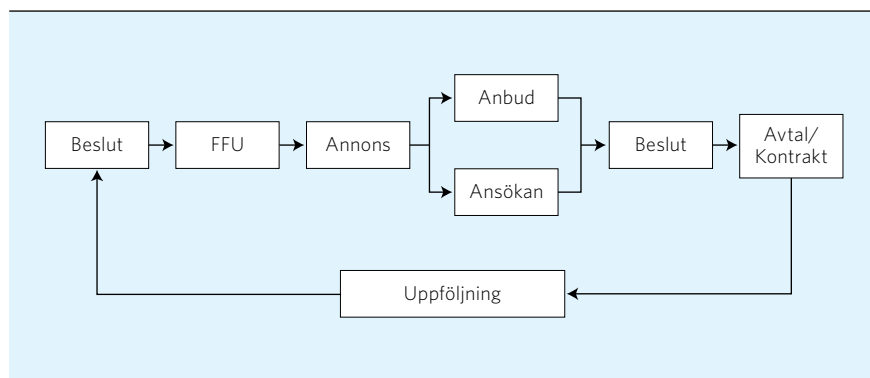 Beslut
FFU
Annons
Anbud
Ansökan
Beslut
Avtal/
Kontrakt
Uppföljning